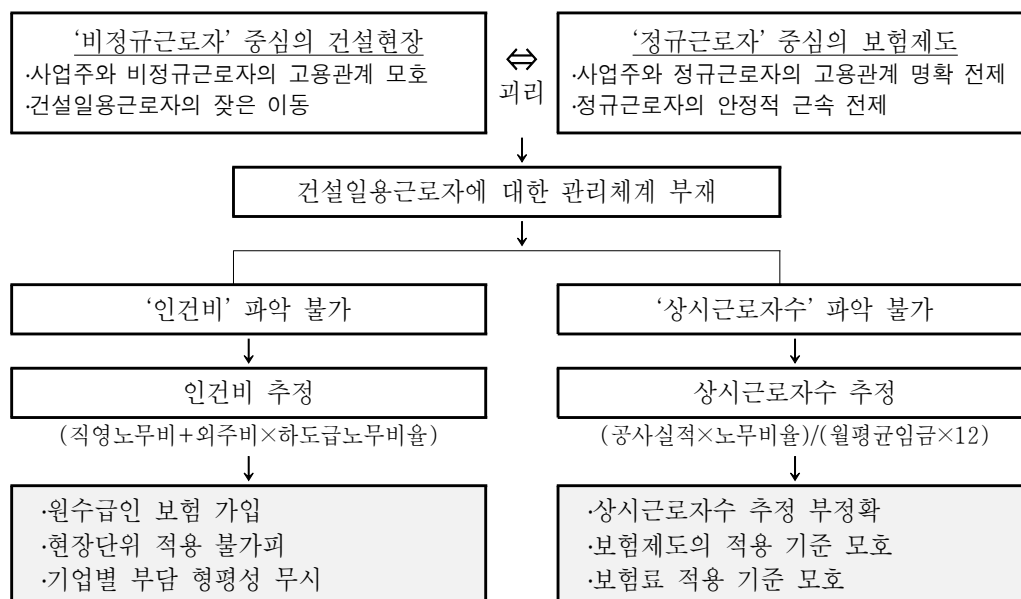 ‘비정규근로자’ 중심의 건설현장
·사업주와 비정규근로자의 고용관계 모호
·건설일용근로자의 잦은 이동
⇔
괴리
‘정규근로자’ 중심의 보험제도
·사업주와 정규근로자의 고용관계 명확 전제
·정규근로자의 안정적 근속 전제
건설일용근로자에 대한 관리체계 부재
‘인건비’ 파악 불가
‘상시근로자수’ 파악 불가
인건비 추정
상시근로자수 추정
(직영노무비+외주비×하도급노무비율)
(공사실적×노무비율)/(월평균임금×12)
·원수급인 보험 가입
·현장단위 적용 불가피
·기업별 부담 형평성 무시
·상시근로자수 추정 부정확
·보험제도의 적용 기준 모호
·보험료 적용 기준 모호